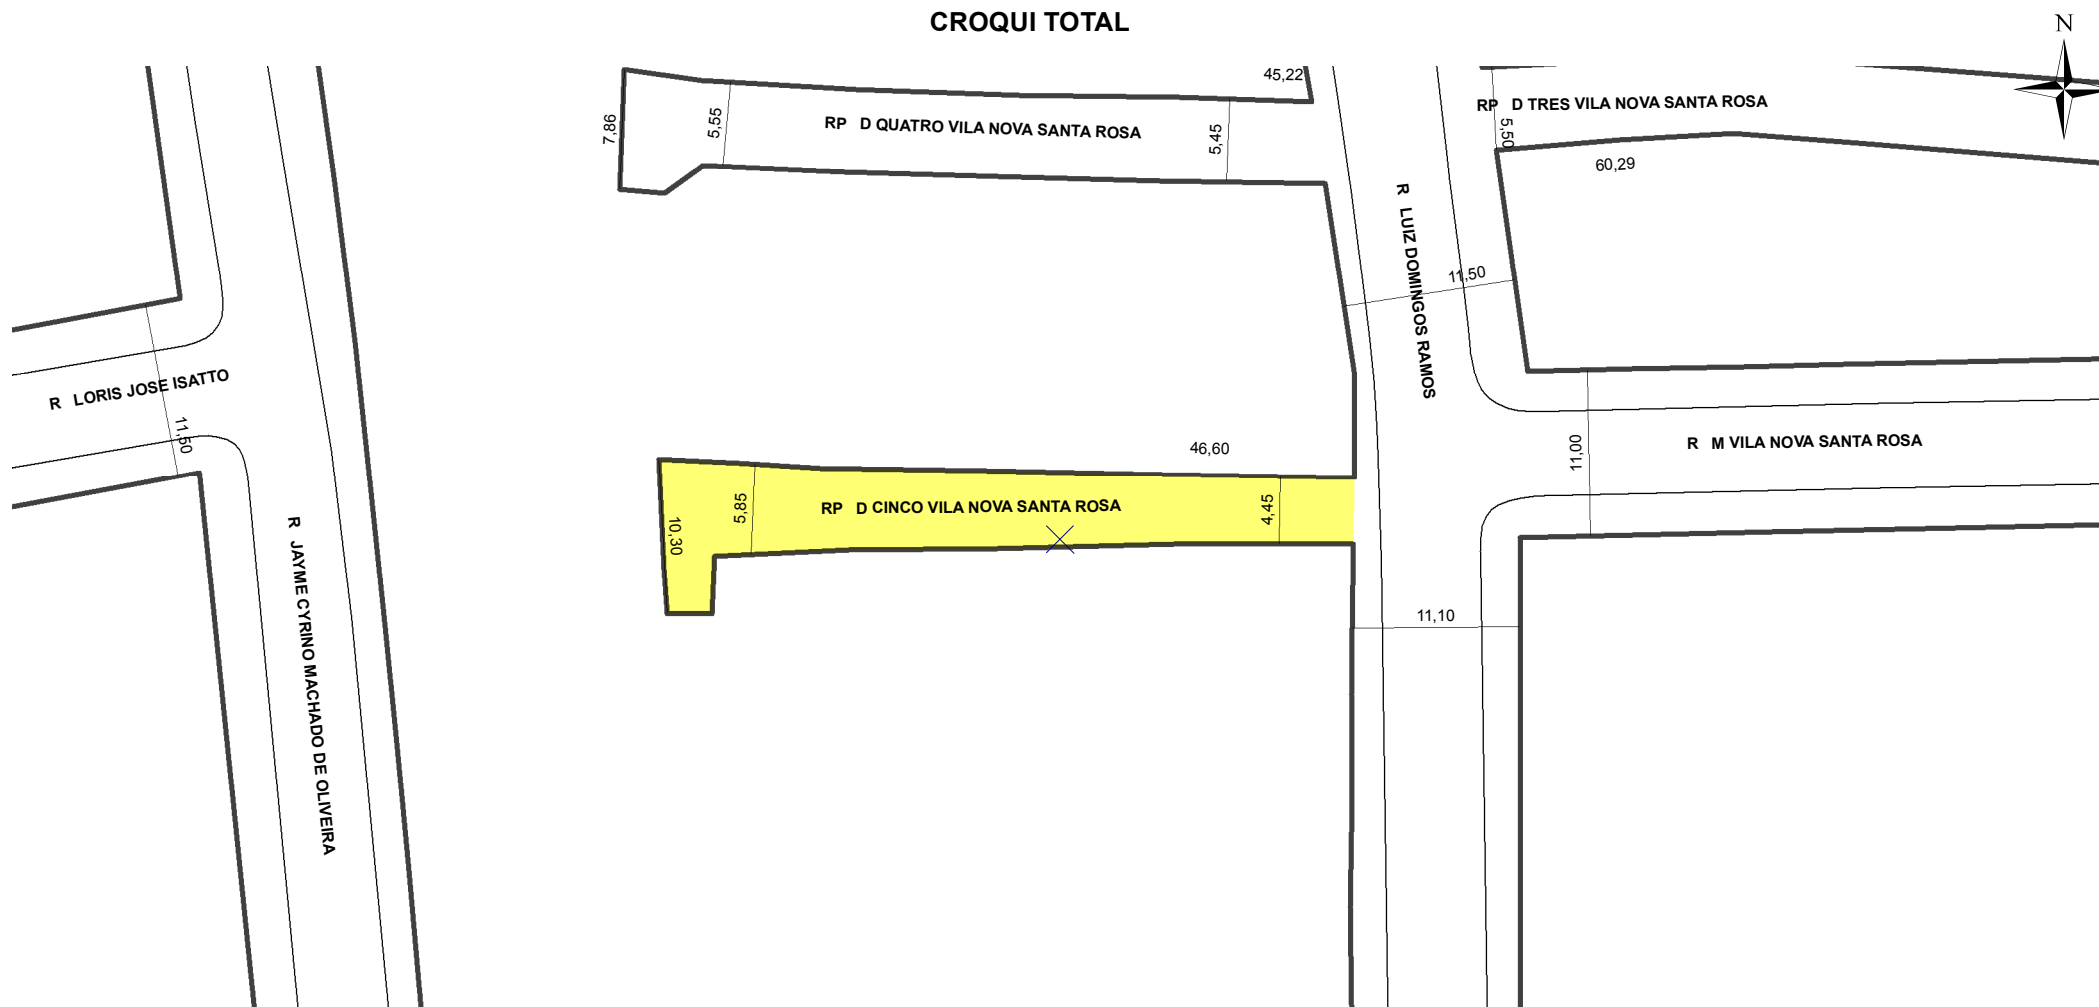 CROQUI TOTAL
N
45,22
7,86
5,55
RP D QUATRO VILA NOVA SANTA ROSA
5,45
RP D TRES VILA NOVA SANTA ROSA
5,50
60,29
R LUIZ DOMINGOS RAMOS
11,50
R LORIS JOSE ISATTO
11,50
46,60
11,00
R M VILA NOVA SANTA ROSA
5,85
RP D CINCO VILA NOVA SANTA ROSA
4,45
10,30
R JAYME CYRINO MACHADO DE OLIVEIRA
11,10